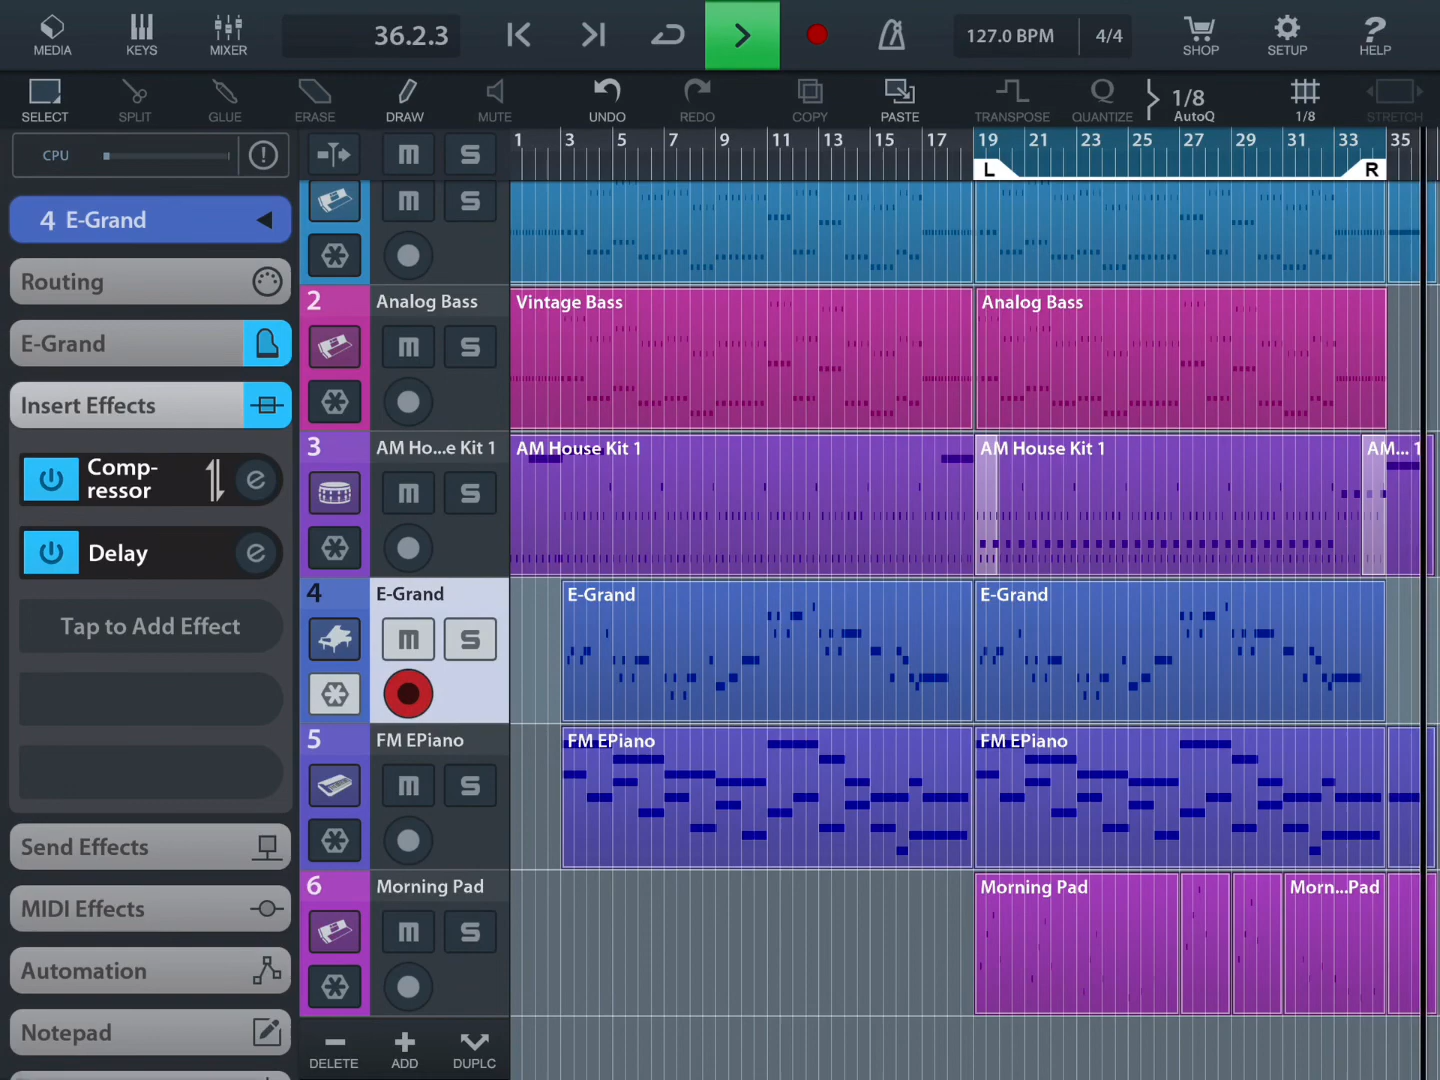 MEDIA
KEYS
MIXER
36.2.3
127.0 BPM
4/4
SHOP
SETUP
?
HELP
SELECT
SPLIT
GLUE
ERASE
DRAW
MUTE
UNDO
REDO
COPY
PASTE
TRANSPOSE
Q
QUANTIZE
1/8
AutoQ
1/8
STRETCH
CPU
M
S
1
3
5
7
9
11
13
15
17
19
21
23
25
27
29
31
33
35
L
R
4 E-Grand
Routing
E-Grand
Insert Effects
Comp-
ressor
e
Delay
e
Tap to Add Effect
Send Effects
MIDI Effects
Automation
Notepad
M
S
2
Analog Bass
M
S
Vintage Bass
Analog Bass
3
AM Ho...e Kit 1
M
S
AM House Kit 1
AM House Kit 1
AM... 1
4
E-Grand
M
S
E-Grand
E-Grand
5
FM EPiano
M
S
FM EPiano
FM EPiano
6
Morning Pad
M
S
Morning Pad
Morn...Pad
DELETE
ADD
DUPLC